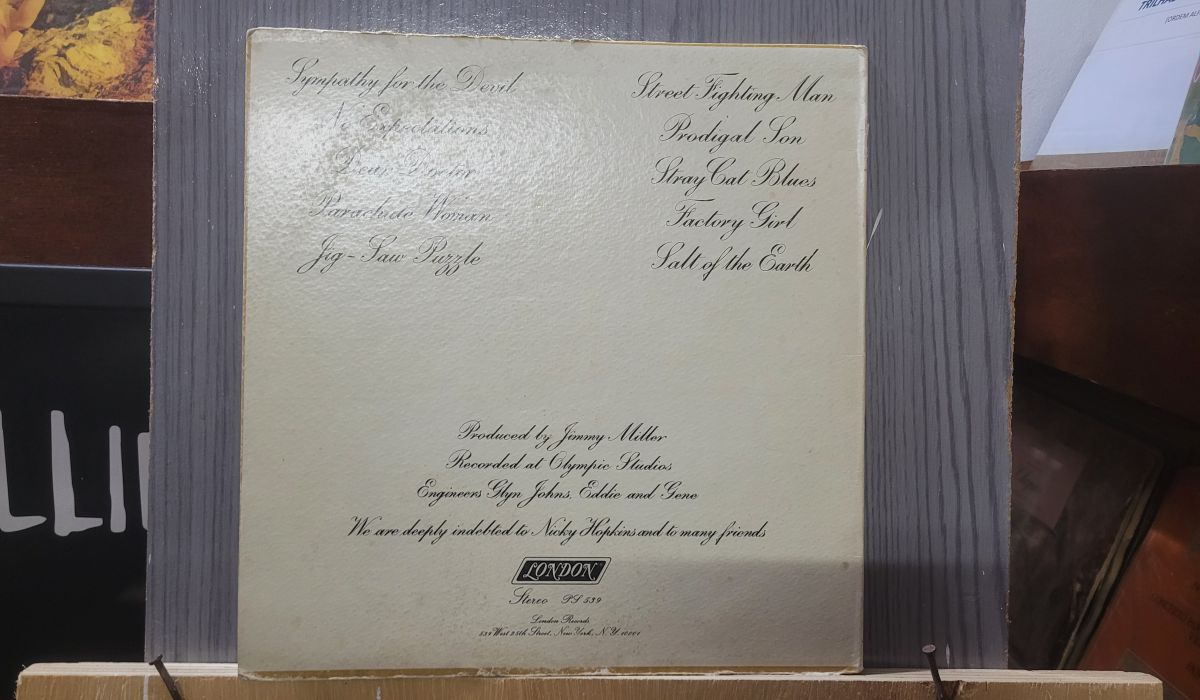 Sympathy for the Devil
No Expectations
Dear Doctor
Parachute Woman
Jig-Saw Puzzle
Street Fighting Man
Prodigal Son
Stray Cat Blues
Factory Girl
Salt of the Earth
Produced by Jimmy Miller
Recorded at Olympic Studios
Engineers Glyn Johns, Eddie and Gene
We are deeply indebted to Nicky Hopkins and to many friends
LONDON
Stereo PS 539
London Records
539 West 25th Street, New York, N.Y. 10001
LLI
TRILHA